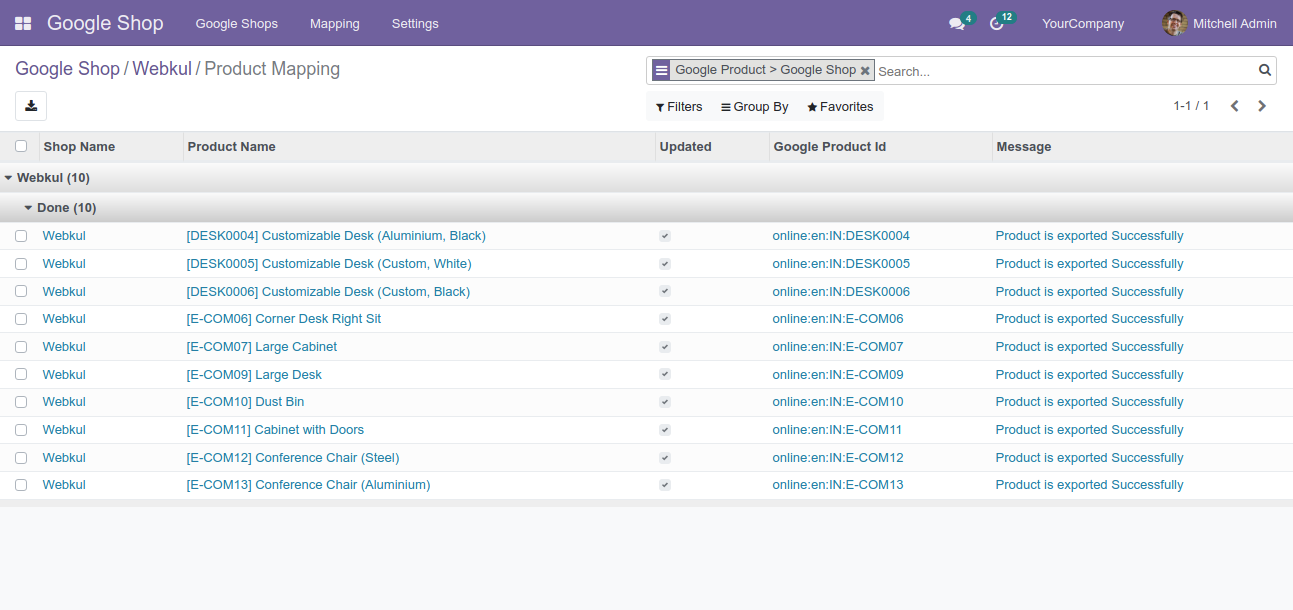 Google Shop Google Shops Mapping Settings 4 12 YourCompany Mitchell Admin
Google Shop / Webkul / Product Mapping
Google Product > Google Shop Search...
Filters Group By Favorites 1-1 / 1
Shop Name Product Name Updated Google Product Id Message
Webkul (10)
Done (10)
Webkul [DESK0004] Customizable Desk (Aluminium, Black) online:en:IN:DESK0004 Product is exported Successfully
Webkul [DESK0005] Customizable Desk (Custom, White) online:en:IN:DESK0005 Product is exported Successfully
Webkul [DESK0006] Customizable Desk (Custom, Black) online:en:IN:DESK0006 Product is exported Successfully
Webkul [E-COM06] Corner Desk Right Sit online:en:IN:E-COM06 Product is exported Successfully
Webkul [E-COM07] Large Cabinet online:en:IN:E-COM07 Product is exported Successfully
Webkul [E-COM09] Large Desk online:en:IN:E-COM09 Product is exported Successfully
Webkul [E-COM10] Dust Bin online:en:IN:E-COM10 Product is exported Successfully
Webkul [E-COM11] Cabinet with Doors online:en:IN:E-COM11 Product is exported Successfully
Webkul [E-COM12] Conference Chair (Steel) online:en:IN:E-COM12 Product is exported Successfully
Webkul [E-COM13] Conference Chair (Aluminium) online:en:IN:E-COM13 Product is exported Successfully